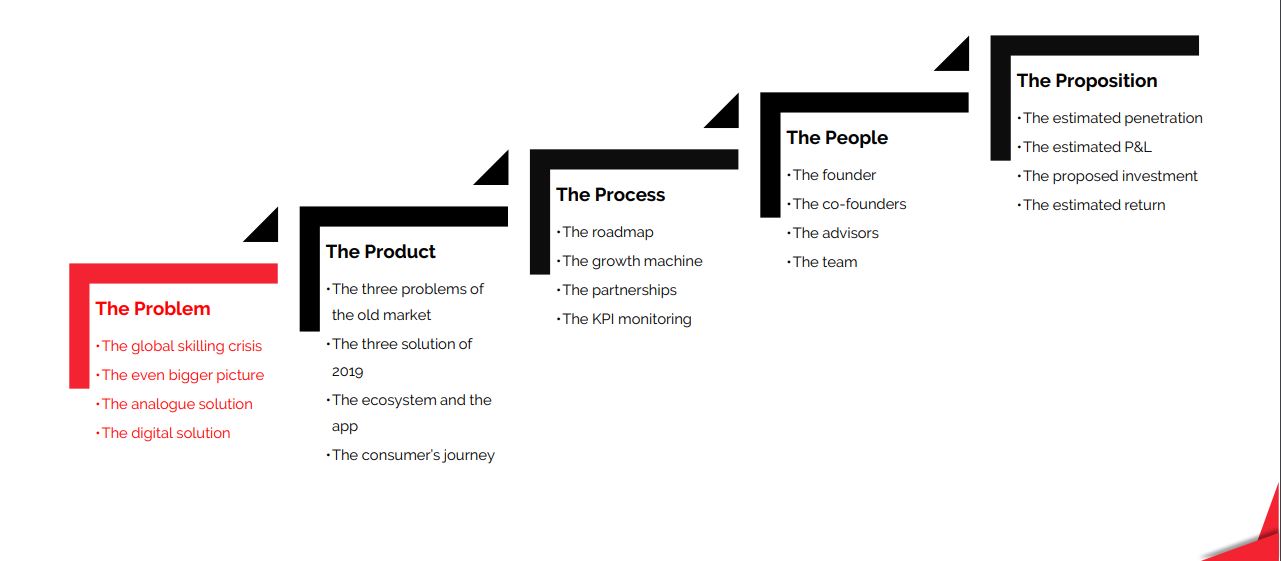 The Problem
•The global skilling crisis
•The even bigger picture
•The analogue solution
•The digital solution
The Product
•The three problems of
the old market
•The three solution of
2019
•The ecosystem and the
app
•The consumer's journey
The Process
•The roadmap
•The growth machine
•The partnerships
•The KPI monitoring
The People
•The founder
•The co-founders
•The advisors
•The team
The Proposition
•The estimated penetration
•The estimated P&L
•The proposed investment
•The estimated return